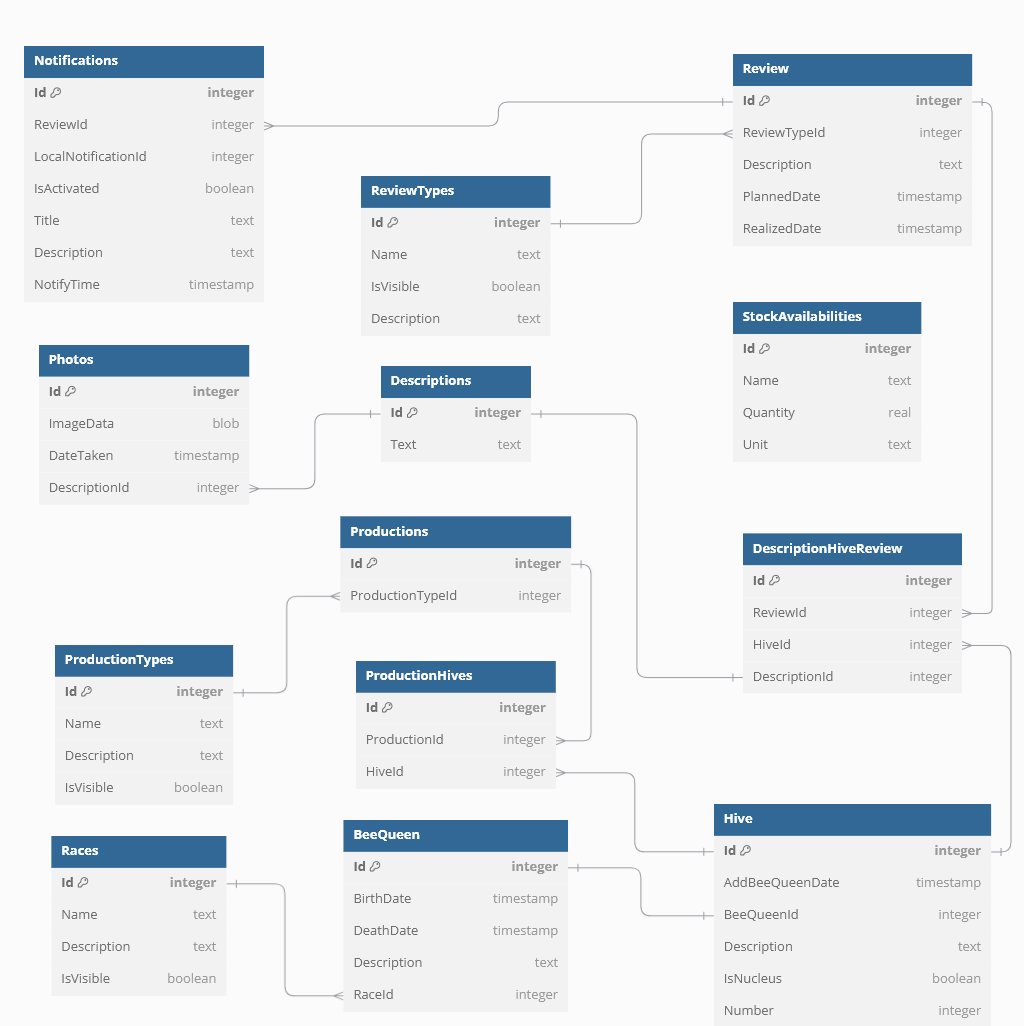 Notifications
Id integer
ReviewId integer
LocalNotificationId integer
IsActivated boolean
Title text
Description text
NotifyTime timestamp
Review
Id integer
ReviewTypeId integer
Description text
PlannedDate timestamp
RealizedDate timestamp
ReviewTypes
Id integer
Name text
IsVisible boolean
Description text
StockAvailabilities
Id integer
Name text
Quantity real
Unit text
Photos
Id integer
ImageData blob
DateTaken timestamp
DescriptionId integer
Descriptions
Id integer
Text text
Productions
Id integer
ProductionTypeId integer
DescriptionHiveReview
Id integer
ReviewId integer
HiveId integer
DescriptionId integer
ProductionTypes
Id integer
Name text
Description text
IsVisible boolean
ProductionHives
Id integer
ProductionId integer
HiveId integer
Races
Id integer
Name text
Description text
IsVisible boolean
BeeQueen
Id integer
BirthDate timestamp
DeathDate timestamp
Description text
RaceId integer
Hive
Id integer
AddBeeQueenDate timestamp
BeeQueenId integer
Description text
IsNucleus boolean
Number integer